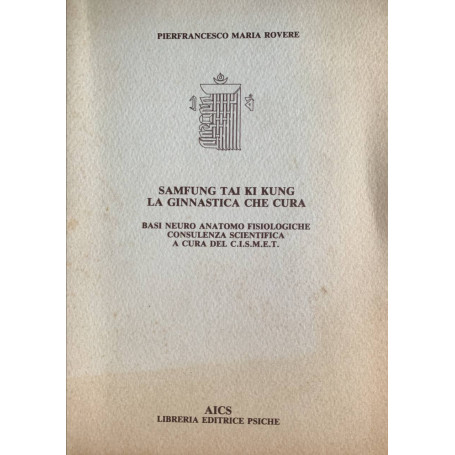 PIERFRANCESCO MARIA ROVERE
SAMFUNG TAI KI KUNG
LA GINNASTICA CHE CURA
BASI NEURO ANATOMO FISIOLOGICHE
CONSULENZA SCIENTIFICA
A CURA DEL C.I.S.M.E.T.
AICS
LIBRERIA EDITRICE PSICHE